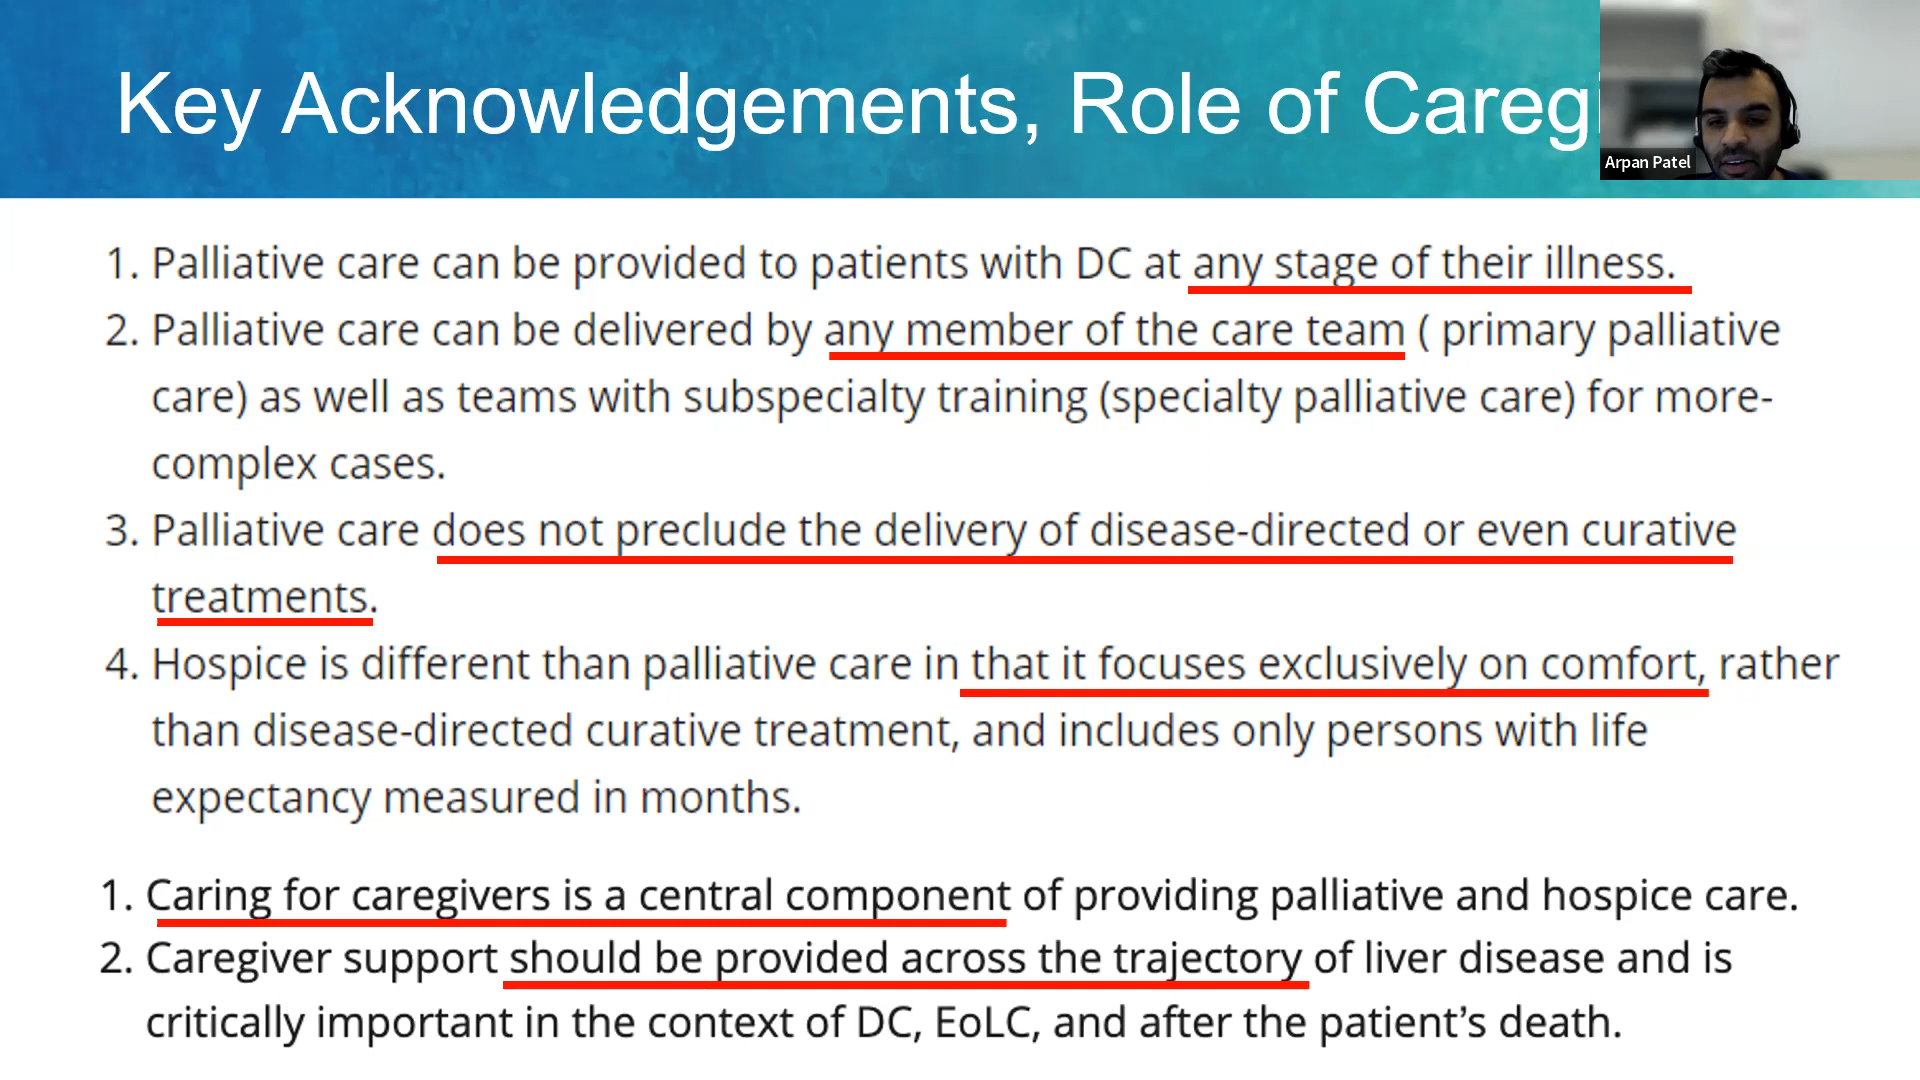 Key Acknowledgements, Role of Caregi
Arpan Patel
1. Palliative care can be provided to patients with DC at any stage of their illness.
2. Palliative care can be delivered by any member of the care team ( primary palliative
care) as well as teams with subspecialty training (specialty palliative care) for more-
complex cases.
3. Palliative care does not preclude the delivery of disease-directed or even curative
treatments.
4. Hospice is different than palliative care in that it focuses exclusively on comfort, rather
than disease-directed curative treatment, and includes only persons with life
expectancy measured in months.
1. Caring for caregivers is a central component of providing palliative and hospice care.
2. Caregiver support should be provided across the trajectory of liver disease and is
critically important in the context of DC, EoLC, and after the patient’s death.